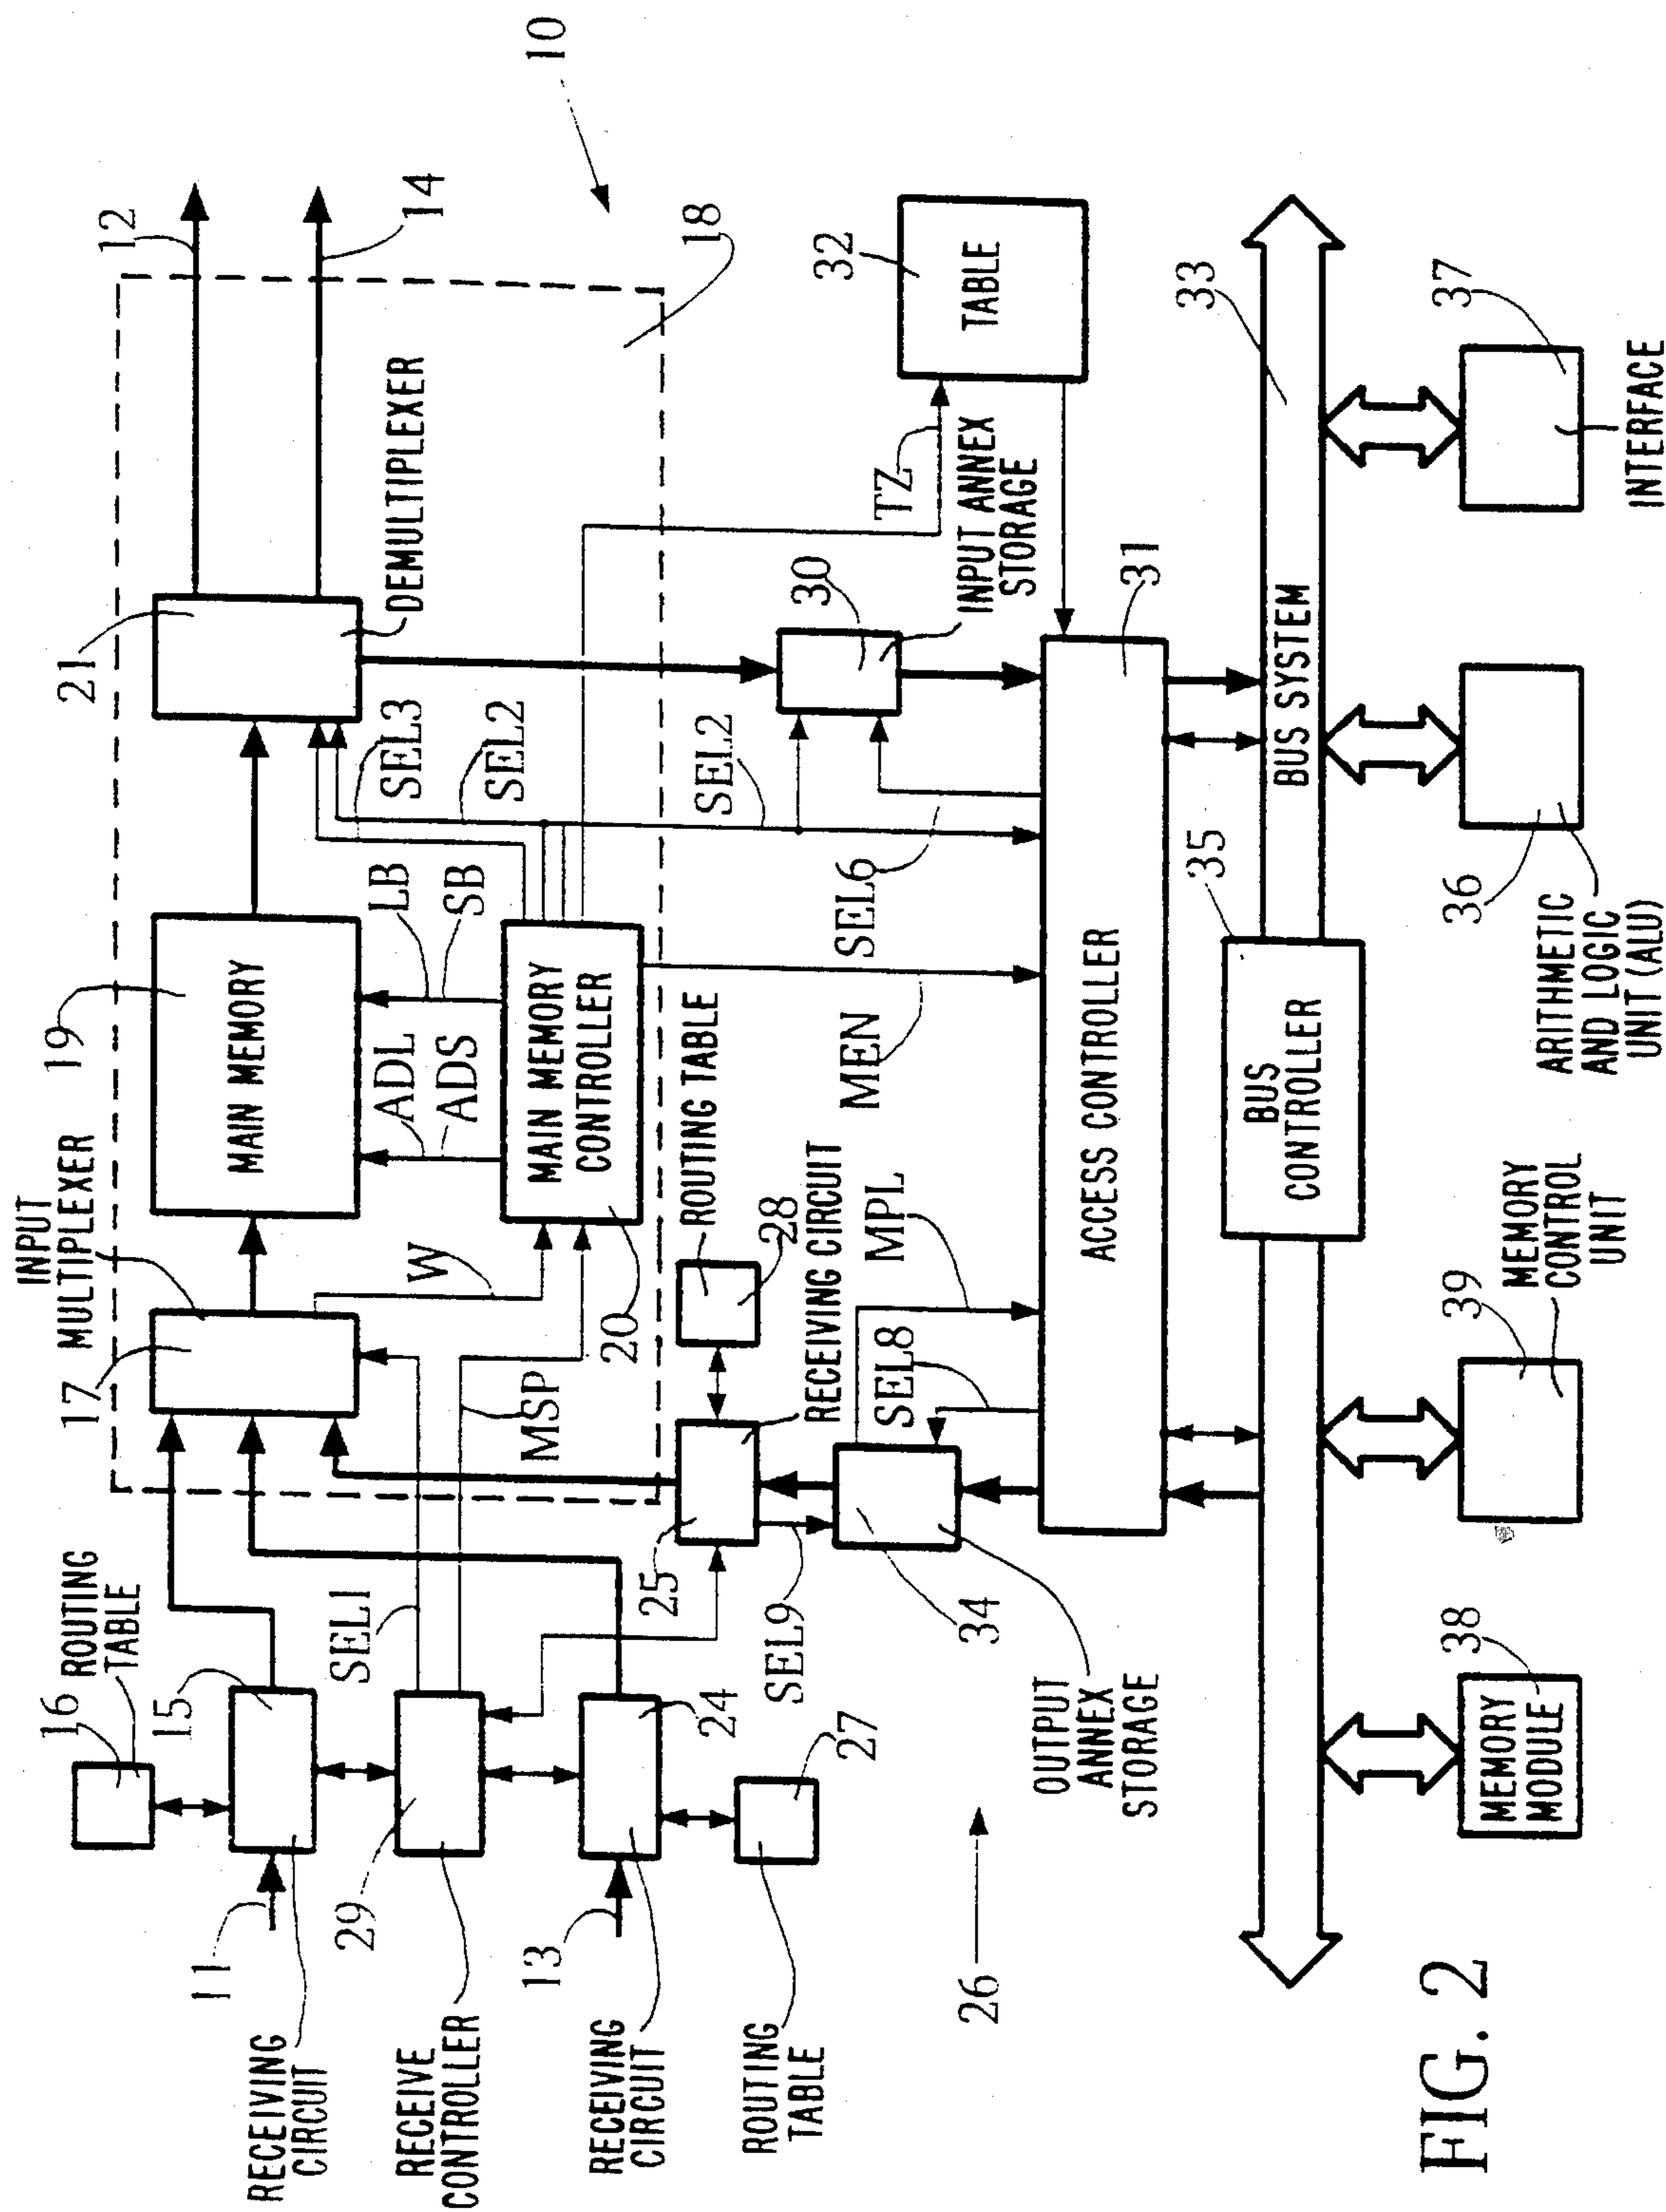 10
12
14
18
21
DEMULTIPLEXER
19
MAIN MEMORY
INPUT
MULTIPLEXER
17
SEL3
SEL2
LB
SB
ADL
ADS
MAIN MEMORY
CONTROLLER
20
W
MSP
16
ROUTING
TABLE
15
11
RECEIVING
CIRCUIT
SEL1
29
RECEIVE
CONTROLLER
24
13
RECEIVING
CIRCUIT
27
ROUTING
TABLE
25
RECEIVING CIRCUIT
28
ROUTING TABLE
SEL9
34
OUTPUT
ANNEX
STORAGE
SEL8
MPL
MEN
SEL6
SEL2
30
INPUT ANNEX
STORAGE
TZ
32
TABLE
31
ACCESS CONTROLLER
26
33
BUS SYSTEM
35
BUS
CONTROLLER
38
MEMORY
MODULE
39
MEMORY
CONTROL
UNIT
36
ARITHMETIC
AND LOGIC
UNIT (ALU)
37
INTERFACE
FIG. 2